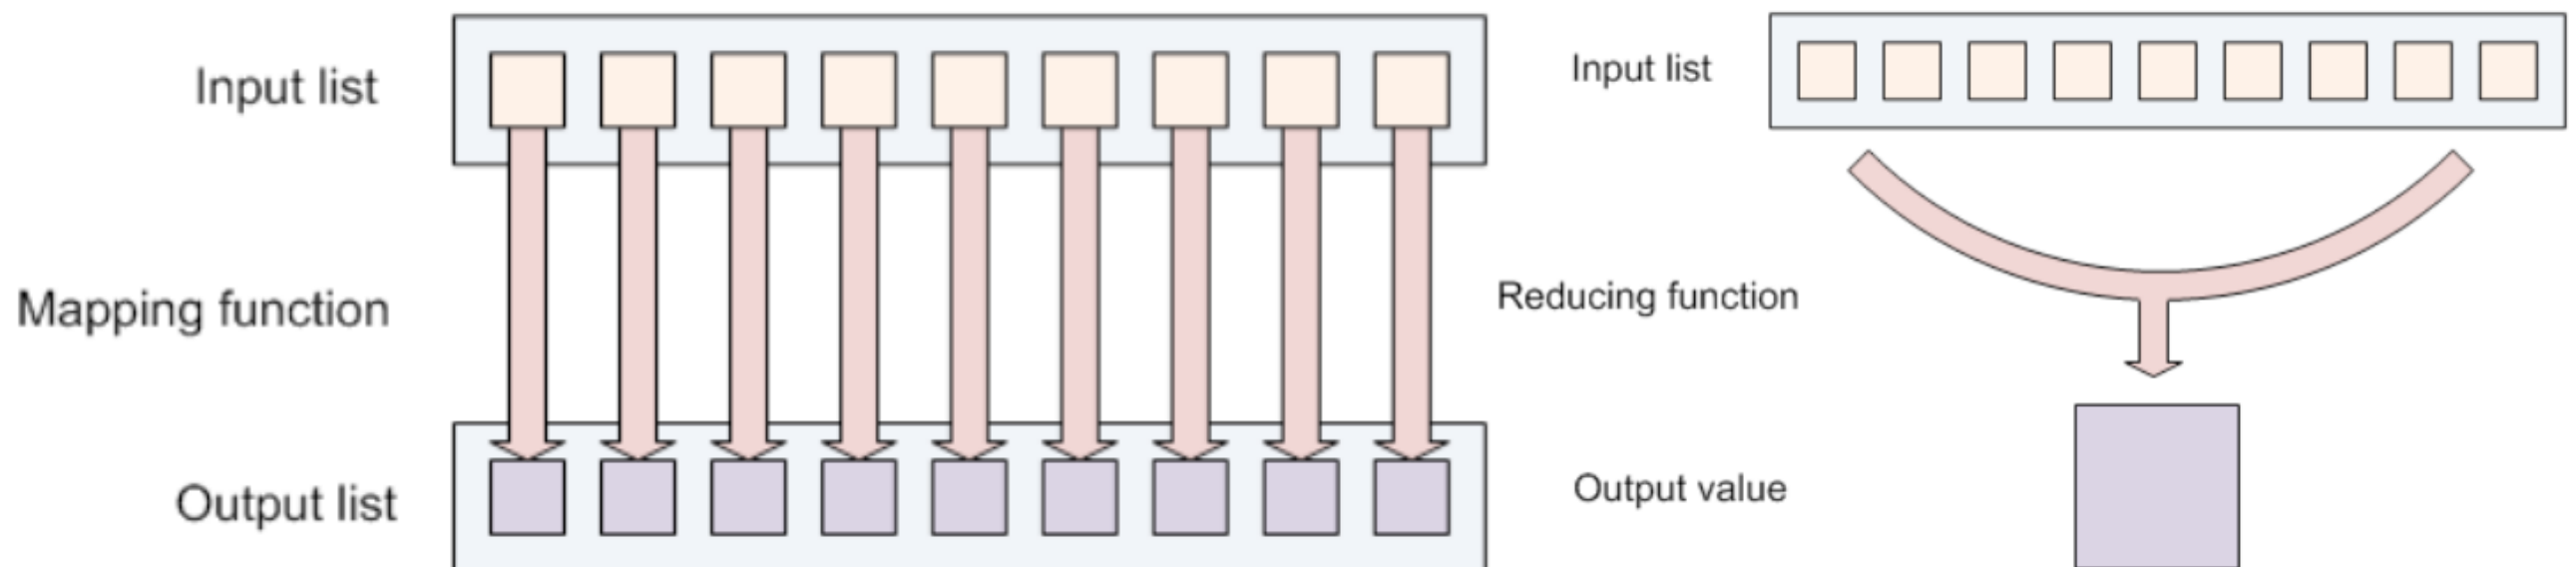 Input list
Mapping function
Output list
Input list
Reducing function
Output value